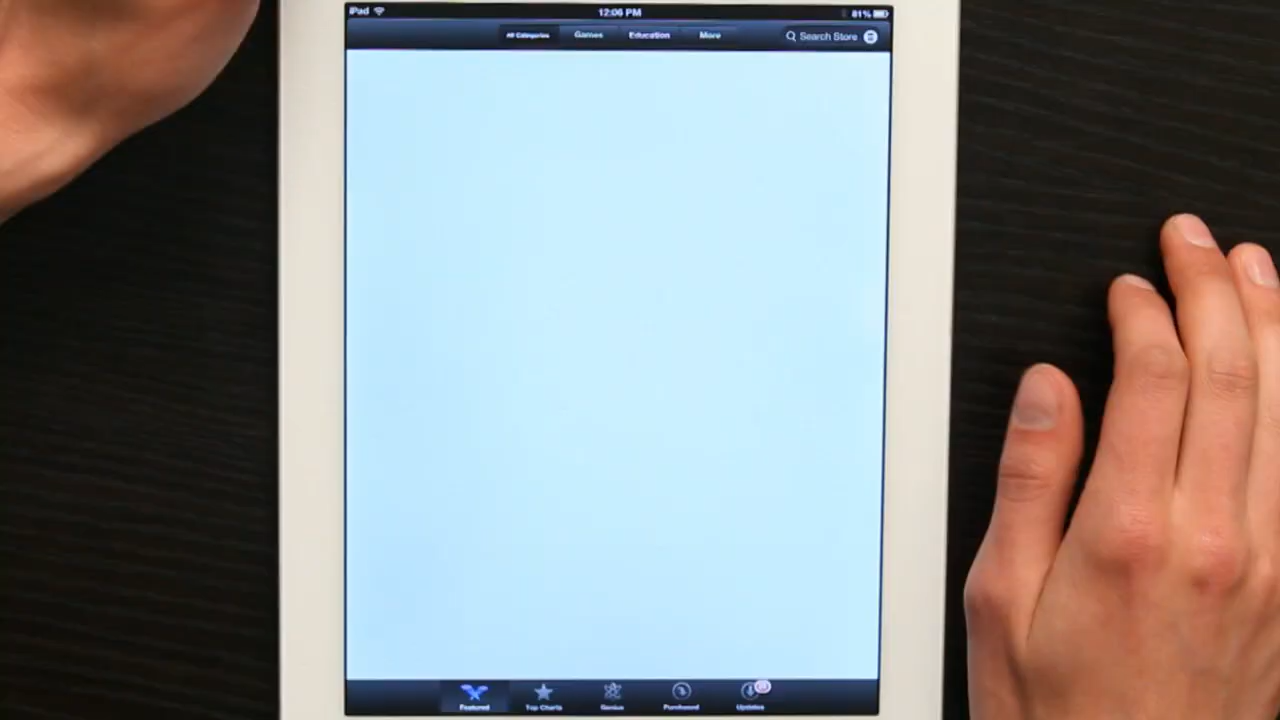 iPad 12:06 PM 81%
All Categories Games Education More Search Store
Featured Top Charts Genius Purchased Updates